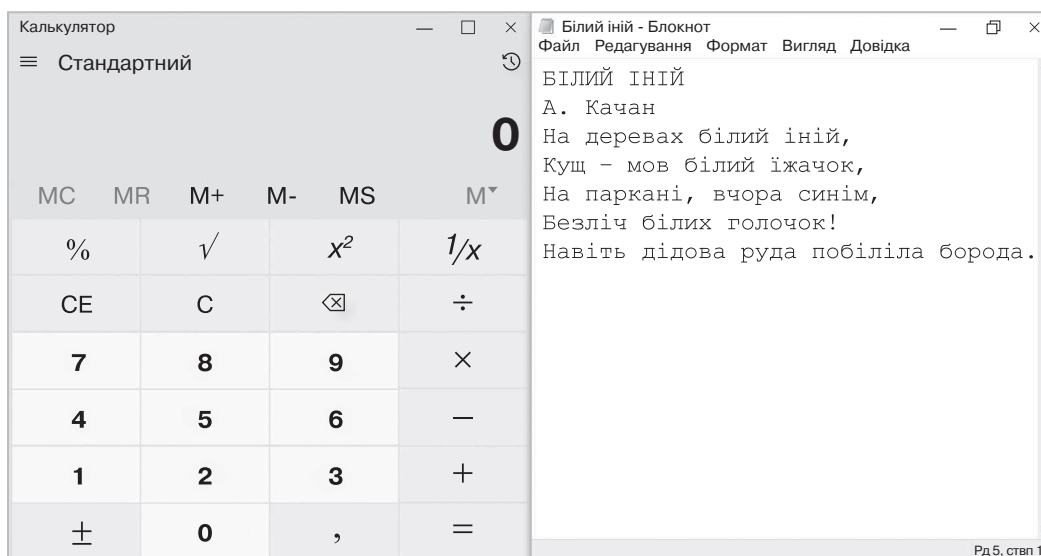 Калькулятор
Стандартний
0
MC MR M+ M- MS M
% √ x² 1/x
CE C ÷
7 8 9 ×
4 5 6 −
1 2 3 +
± 0 , =
Білий іній - Блокнот
Файл Редагування Формат Вигляд Довідка
БІЛИЙ ІНІЙ
А. Качан
На деревах білий іній,
Кущ – мов білий їжачок,
На паркані, вчора синім,
Безліч білих голочок!
Навіть дідова руда побіліла борода.
Рд 5, ствп 1